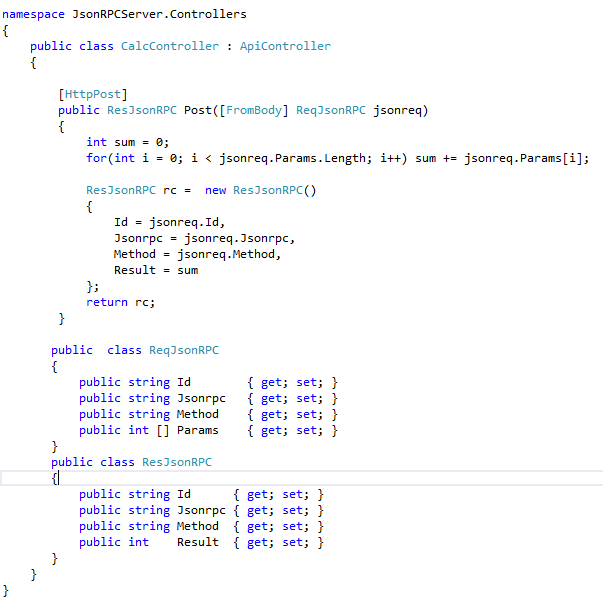 namespace JsonRPCServer.Controllers
{
    public class CalcController : ApiController
    {

        [HttpPost]
        public ResJsonRPC Post([FromBody] ReqJsonRPC jsonreq)
        {
            int sum = 0;
            for(int i = 0; i < jsonreq.Params.Length; i++) sum += jsonreq.Params[i];

            ResJsonRPC rc =  new ResJsonRPC()
            {
                Id = jsonreq.Id,
                Jsonrpc = jsonreq.Jsonrpc,
                Method = jsonreq.Method,
                Result = sum
            };
            return rc;
        }

       public  class ReqJsonRPC
       {
           public string Id        { get; set; }
           public string Jsonrpc   { get; set; }
           public string Method    { get; set; }
           public int [] Params    { get; set; }
       }
       public class ResJsonRPC
       {
           public string Id      { get; set; }
           public string Jsonrpc { get; set; }
           public string Method  { get; set; }
           public int    Result  { get; set; }
       }
    }
}